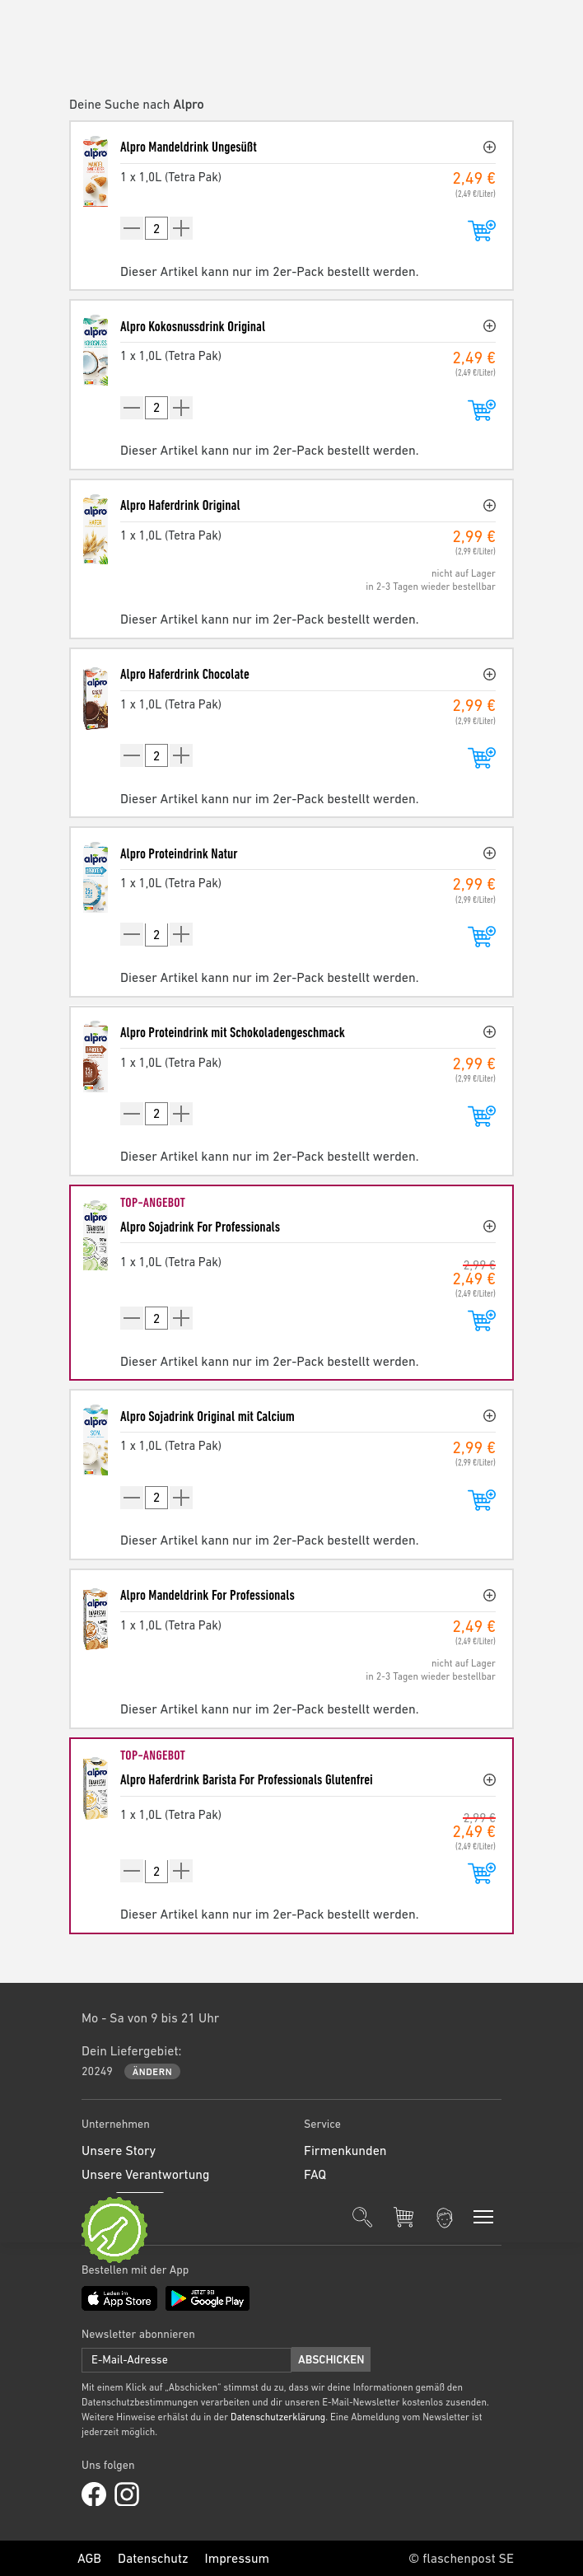 Deine Suche nach Alpro
Alpro Mandeldrink Ungesüßt
1 x 1,0L (Tetra Pak)
2,49 €
(2,49 €/Liter)
2
Dieser Artikel kann nur im 2er-Pack bestellt werden.
Alpro Kokosnussdrink Original
1 x 1,0L (Tetra Pak)
2,49 €
(2,49 €/Liter)
2
Dieser Artikel kann nur im 2er-Pack bestellt werden.
Alpro Haferdrink Original
1 x 1,0L (Tetra Pak)
2,99 €
(2,99 €/Liter)
nicht auf Lager
in 2-3 Tagen wieder bestellbar
Dieser Artikel kann nur im 2er-Pack bestellt werden.
Alpro Haferdrink Chocolate
1 x 1,0L (Tetra Pak)
2,99 €
(2,99 €/Liter)
2
Dieser Artikel kann nur im 2er-Pack bestellt werden.
Alpro Proteindrink Natur
1 x 1,0L (Tetra Pak)
2,99 €
(2,99 €/Liter)
2
Dieser Artikel kann nur im 2er-Pack bestellt werden.
Alpro Proteindrink mit Schokoladengeschmack
1 x 1,0L (Tetra Pak)
2,99 €
(2,99 €/Liter)
2
Dieser Artikel kann nur im 2er-Pack bestellt werden.
TOP-ANGEBOT
Alpro Sojadrink For Professionals
1 x 1,0L (Tetra Pak)
2,99 €
2,49 €
(2,49 €/Liter)
2
Dieser Artikel kann nur im 2er-Pack bestellt werden.
Alpro Sojadrink Original mit Calcium
1 x 1,0L (Tetra Pak)
2,99 €
(2,99 €/Liter)
2
Dieser Artikel kann nur im 2er-Pack bestellt werden.
Alpro Mandeldrink For Professionals
1 x 1,0L (Tetra Pak)
2,49 €
(2,49 €/Liter)
nicht auf Lager
in 2-3 Tagen wieder bestellbar
Dieser Artikel kann nur im 2er-Pack bestellt werden.
TOP-ANGEBOT
Alpro Haferdrink Barista For Professionals Glutenfrei
1 x 1,0L (Tetra Pak)
2,99 €
2,49 €
(2,49 €/Liter)
2
Dieser Artikel kann nur im 2er-Pack bestellt werden.
Mo - Sa von 9 bis 21 Uhr
Dein Liefergebiet:
20249 ÄNDERN
Unternehmen
Service
Unsere Story
Firmenkunden
Unsere Verantwortung
FAQ
Bestellen mit der App
Laden im
App Store
JETZT BEI
Google Play
Newsletter abonnieren
E-Mail-Adresse
ABSCHICKEN
Mit einem Klick auf „Abschicken“ stimmst du zu, dass wir deine Informationen gemäß den
Datenschutzbestimmungen verarbeiten und dir unseren E-Mail-Newsletter kostenlos zusenden.
Weitere Hinweise erhälst du in der Datenschutzerklärung. Eine Abmeldung vom Newsletter ist
jederzeit möglich.
Uns folgen
AGB Datenschutz Impressum
© flaschenpost SE